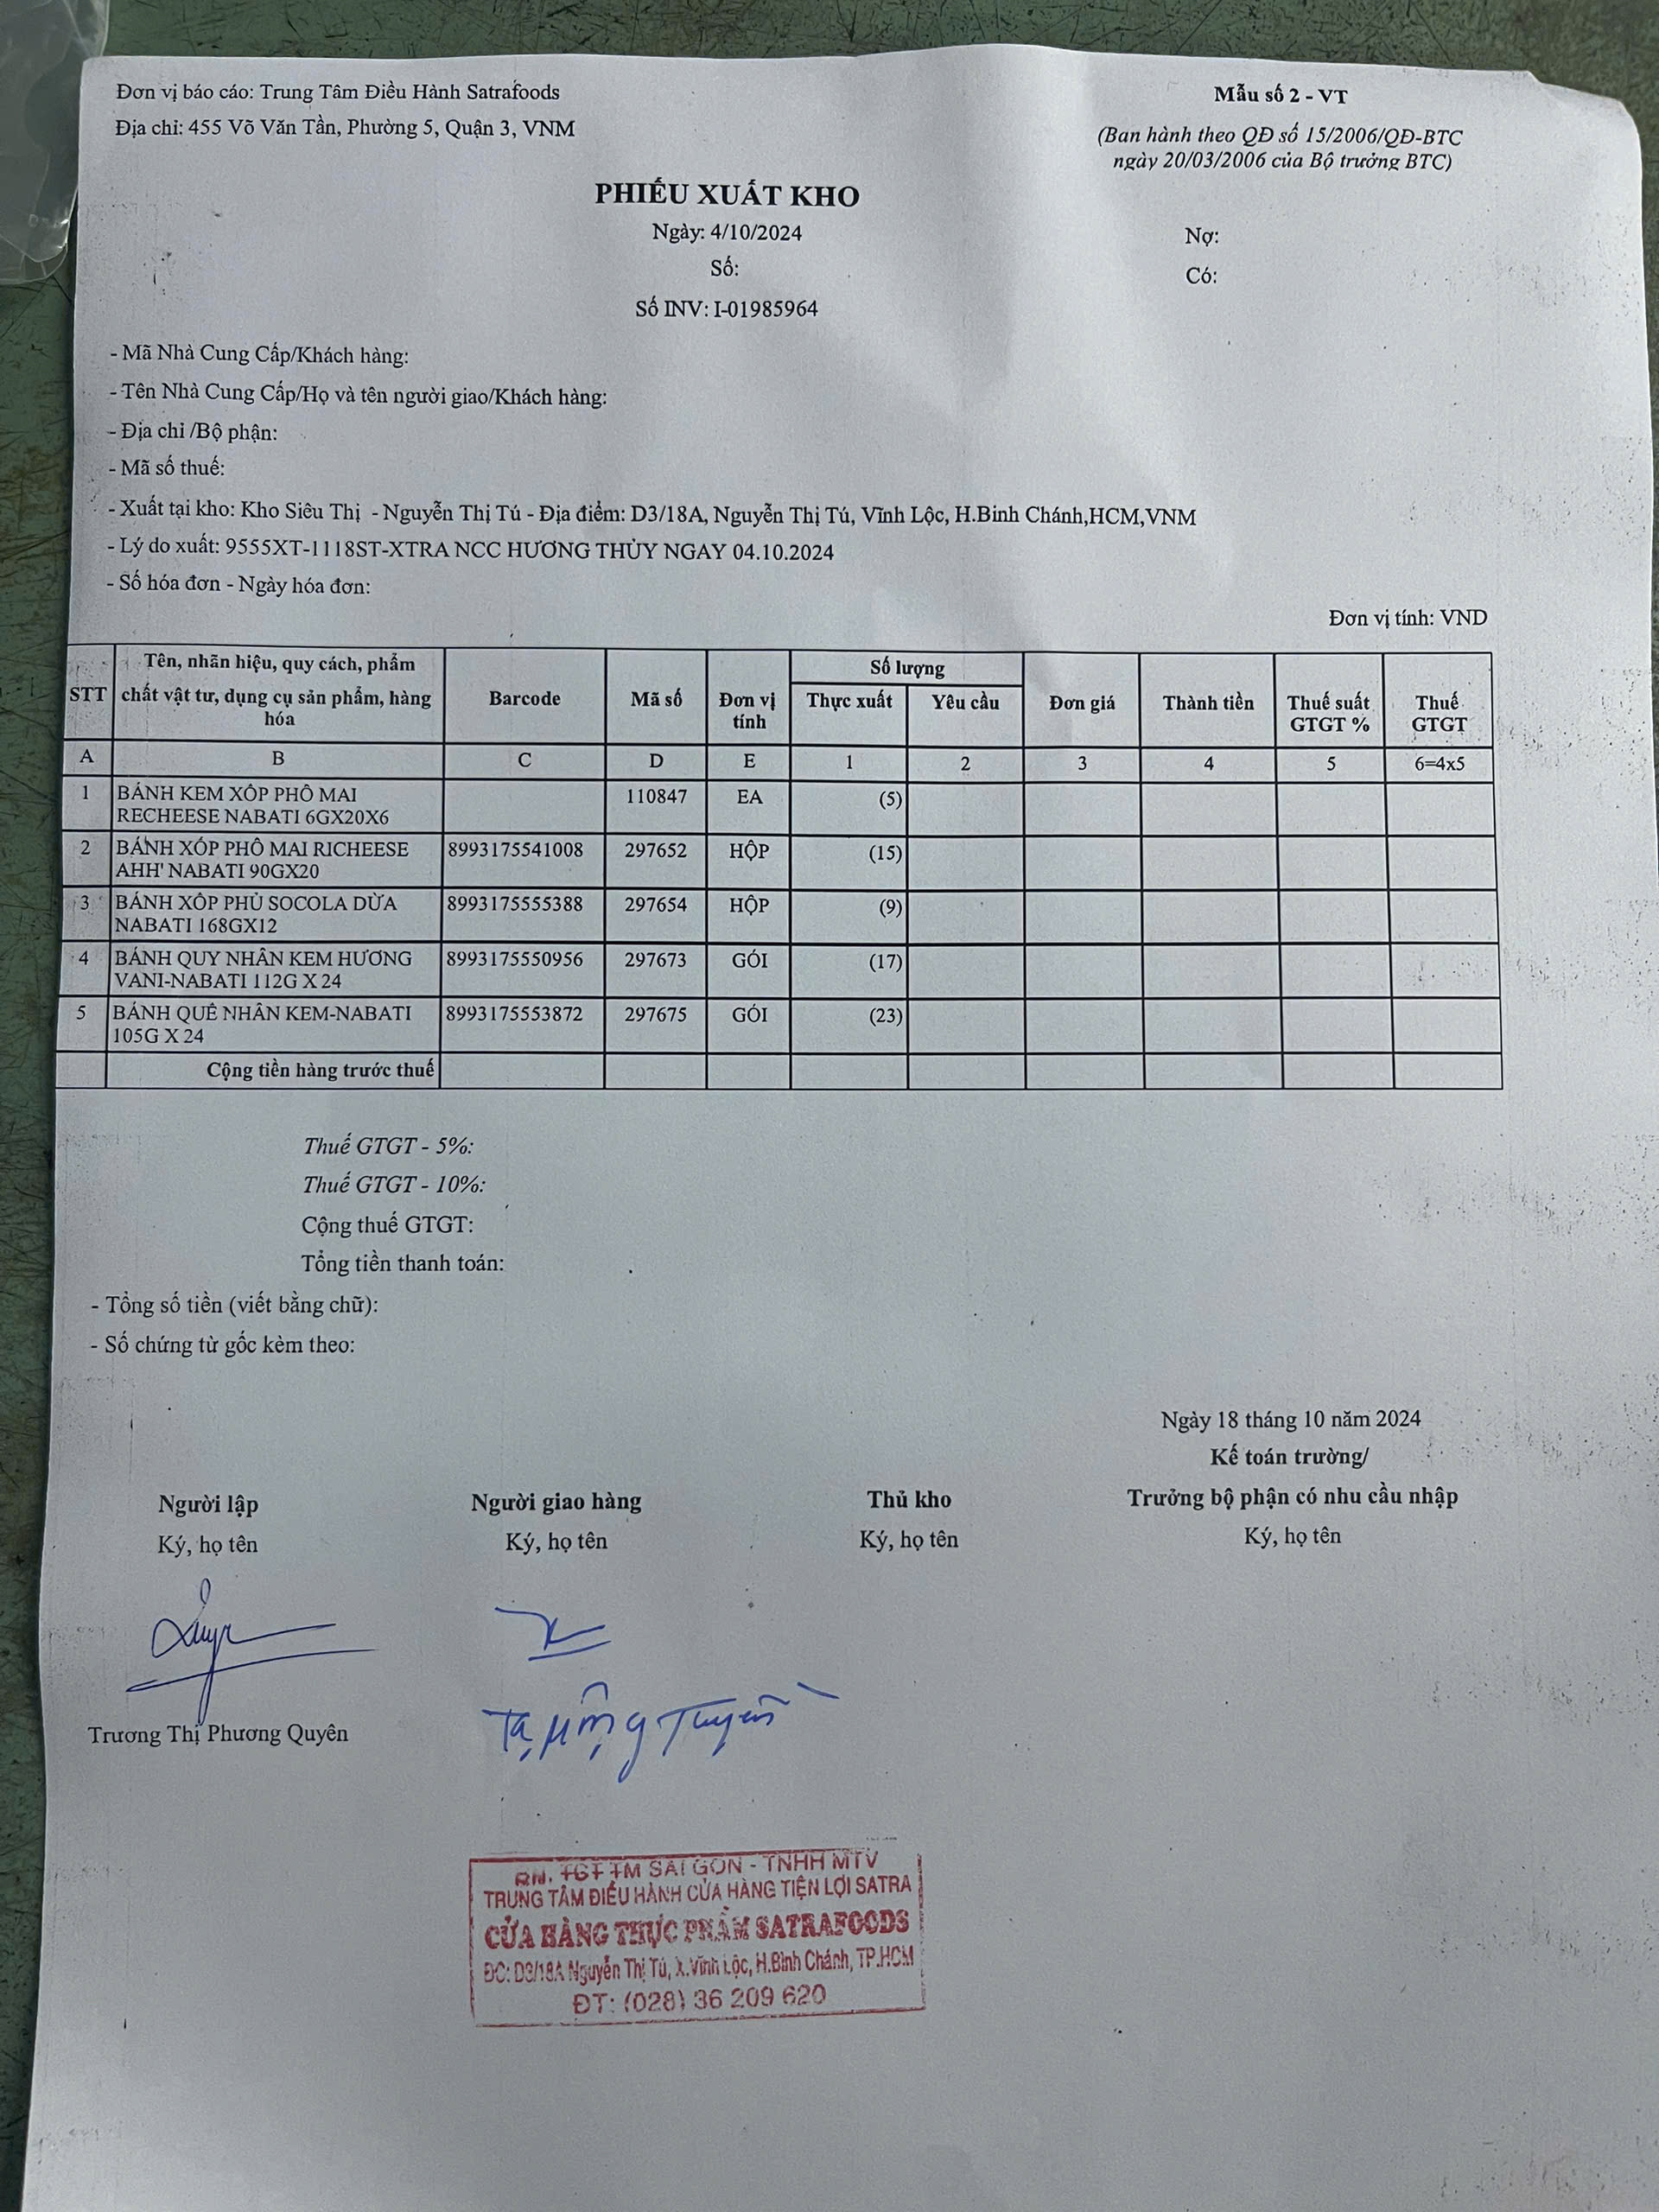 Đơn vị báo cáo: Trung Tâm Điều Hành Satrafoods
Địa chỉ: 455 Võ Văn Tần, Phường 5, Quận 3, VNM
Mẫu số 2 - VT
(Ban hành theo QĐ số 15/2006/QĐ-BTC
ngày 20/03/2006 của Bộ trưởng BTC)
PHIẾU XUẤT KHO
Ngày: 4/10/2024
Số:
Số INV: I-01985964
Nợ:
Có:
- Mã Nhà Cung Cấp/Khách hàng:
- Tên Nhà Cung Cấp/Họ và tên người giao/Khách hàng:
- Địa chỉ /Bộ phận:
- Mã số thuế:
- Xuất tại kho: Kho Siêu Thị - Nguyễn Thị Tú - Địa điểm: D3/18A, Nguyễn Thị Tú, Vĩnh Lộc, H.Bình Chánh,HCM,VNM
- Lý do xuất: 9555XT-1118ST-XTRA NCC HƯƠNG THỦY NGAY 04.10.2024
- Số hóa đơn - Ngày hóa đơn:
Đơn vị tính: VND
STT Tên, nhãn hiệu, quy cách, phẩm chất vật tư, dụng cụ sản phẩm, hàng hóa Barcode Mã số Đơn vị tính Số lượng Thực xuất Yêu cầu Đơn giá Thành tiền Thuế suất GTGT % Thuế GTGT
A B C D E 1 2 3 4 5 6=4x5
1 BÁNH KEM XỐP PHÔ MAI 110847 EA (5)
RECHEESE NABATI 6GX20X6
2 BÁNH XỐP PHÔ MAI RICHEESE 8993175541008 297652 HỘP (15)
AHH' NABATI 90GX20
3 BÁNH XỐP PHỦ SOCOLA DỪA 8993175555388 297654 HỘP (9)
NABATI 168GX12
4 BÁNH QUY NHÂN KEM HƯƠNG 8993175550956 297673 GÓI (17)
VANI-NABATI 112G X 24
5 BÁNH QUẾ NHÂN KEM-NABATI 8993175553872 297675 GÓI (23)
105G X 24
Cộng tiền hàng trước thuế
Thuế GTGT - 5%:
Thuế GTGT - 10%:
Cộng thuế GTGT:
Tổng tiền thanh toán:
- Tổng số tiền (viết bằng chữ):
- Số chứng từ gốc kèm theo:
Ngày 18 tháng 10 năm 2024
Kế toán trưởng/
Người lập Người giao hàng Thủ kho Trưởng bộ phận có nhu cầu nhập
Ký, họ tên Ký, họ tên Ký, họ tên Ký, họ tên
Trương Thị Phương Quyên
TCT TM SÀI GÒN - TNHH MTV
TRUNG TÂM ĐIỀU HÀNH CỬA HÀNG TIỆN LỢI SATRA
CỬA HÀNG THỰC PHẨM SATRAFOODS
ĐC: D3/18A Nguyễn Thị Tú, X.Vĩnh Lộc, H.Bình Chánh, TP.HCM
ĐT: (028) 36 209 620